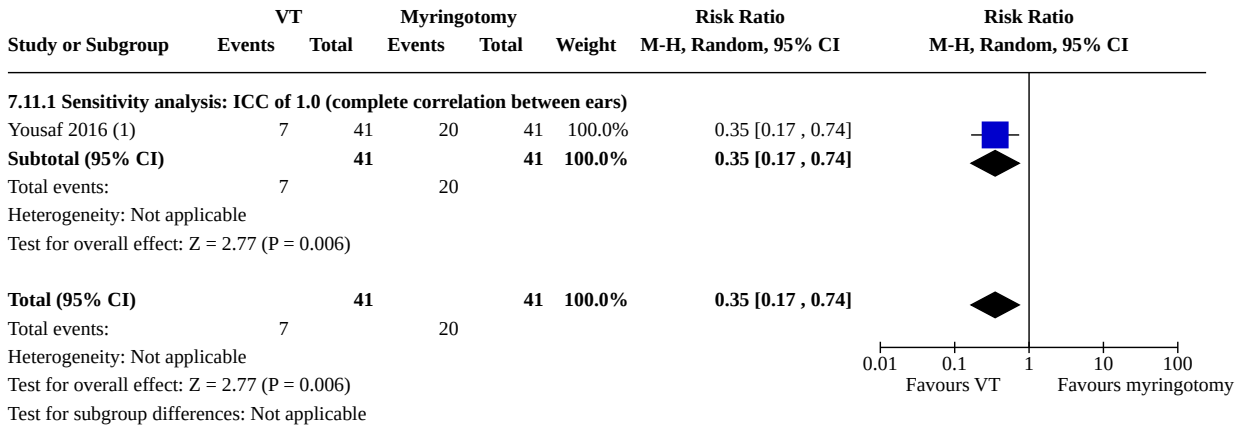 VT Myringotomy Risk Ratio Risk Ratio
Study or Subgroup Events Total Events Total Weight M-H, Random, 95% CI M-H, Random, 95% CI
7.11.1 Sensitivity analysis: ICC of 1.0 (complete correlation between ears)
Yousaf 2016 (1) 7 41 20 41 100.0% 0.35 [0.17 , 0.74]
Subtotal (95% CI) 41 41 100.0% 0.35 [0.17 , 0.74]
Total events: 7 20
Heterogeneity: Not applicable
Test for overall effect: Z = 2.77 (P = 0.006)
Total (95% CI) 41 41 100.0% 0.35 [0.17 , 0.74]
Total events: 7 20
Heterogeneity: Not applicable
0.01 0.1 1 10 100
Test for overall effect: Z = 2.77 (P = 0.006) Favours VT Favours myringotomy
Test for subgroup differences: Not applicable